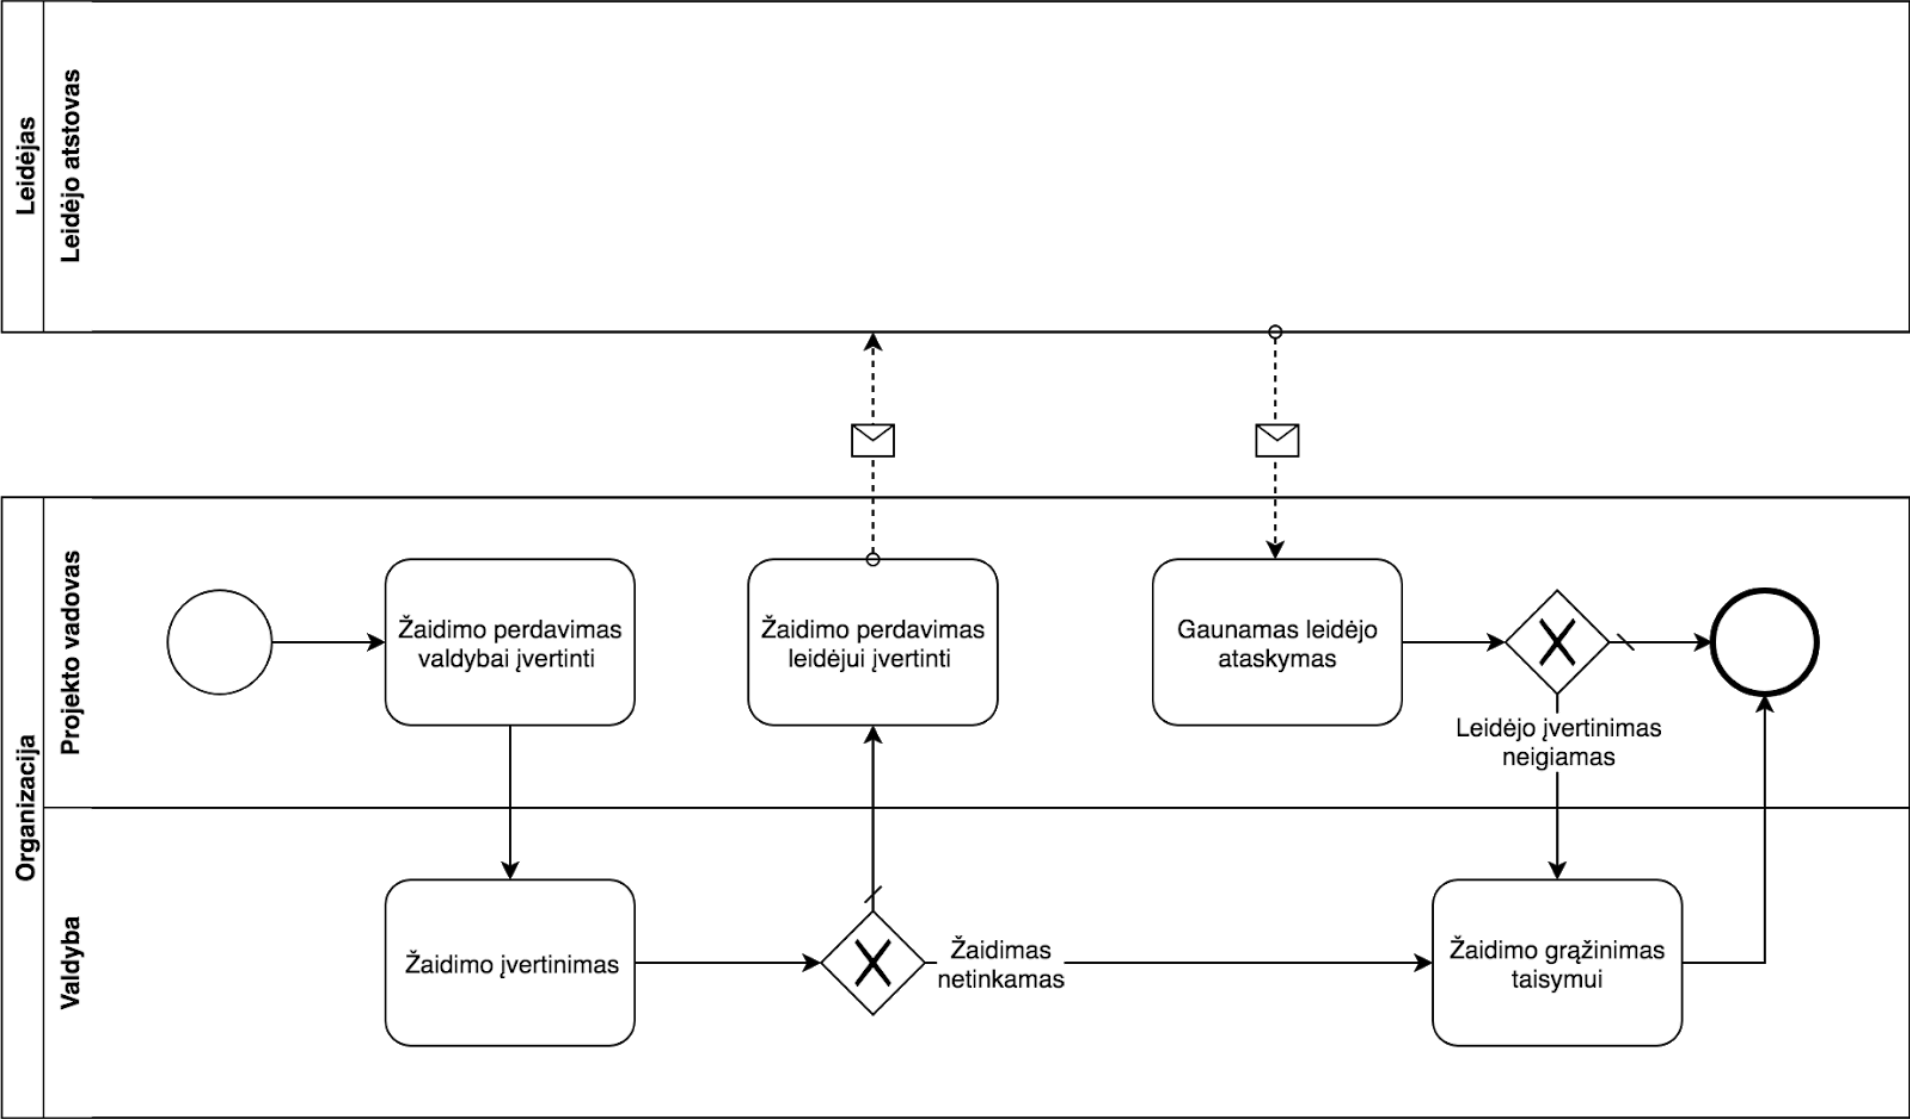 Leidėjas
Leidėjo atstovas
Organizacija
Projekto vadovas
Žaidimo perdavimas
valdybai įvertinti
Žaidimo perdavimas
leidėjui įvertinti
Gaunamas leidėjo
ataskymas
Leidėjo įvertinimas
neigiamas
Valdyba
Žaidimo įvertinimas
Žaidimas
netinkamas
Žaidimo grąžinimas
taisymui